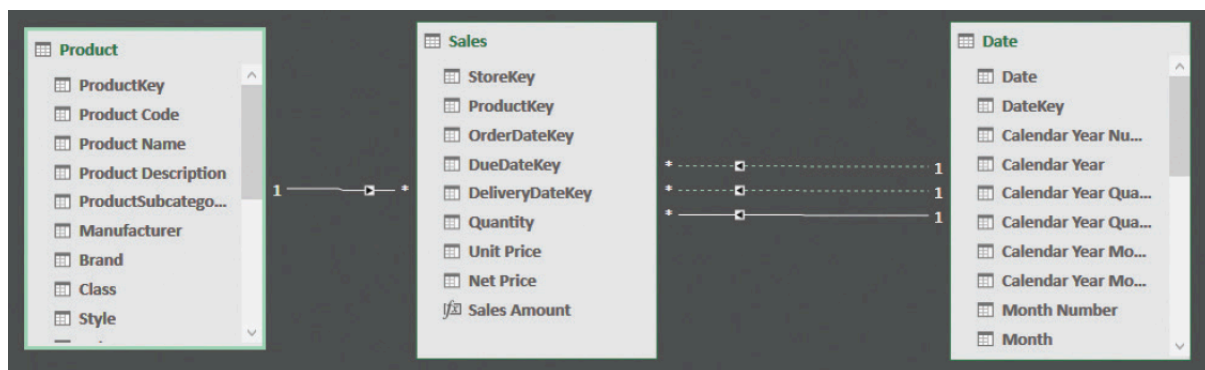 Product
ProductKey
Product Code
Product Name
Product Description
ProductSubcatego...
Manufacturer
Brand
Class
Style
1
*
Sales
StoreKey
ProductKey
OrderDateKey
DueDateKey
DeliveryDateKey
Quantity
Unit Price
Net Price
fx Sales Amount
* 1
* 1
* 1
Date
Date
DateKey
Calendar Year Nu...
Calendar Year
Calendar Year Qua...
Calendar Year Qua...
Calendar Year Mo...
Calendar Year Mo...
Month Number
Month